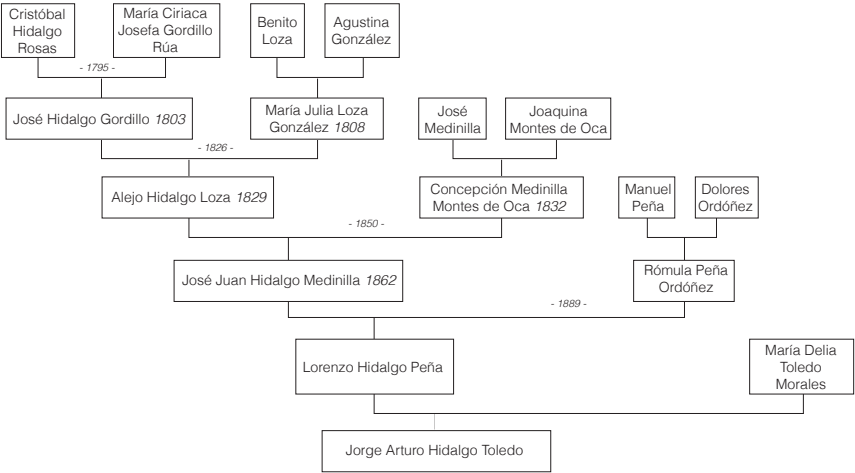 Cristóbal
Hidalgo
Rosas
María Ciriaca
Josefa Gordillo
Rúa
Benito
Loza
Agustina
González
- 1795 -
José Hidalgo Gordillo 1803
María Julia Loza
González 1808
José
Medinilla
Joaquina
Montes de Oca
- 1826 -
Alejo Hidalgo Loza 1829
Concepción Medinilla
Montes de Oca 1832
Manuel
Peña
Dolores
Ordóñez
- 1850 -
José Juan Hidalgo Medinilla 1862
Rómula Peña
Ordóñez
- 1889 -
Lorenzo Hidalgo Peña
María Delia
Toledo
Morales
Jorge Arturo Hidalgo Toledo